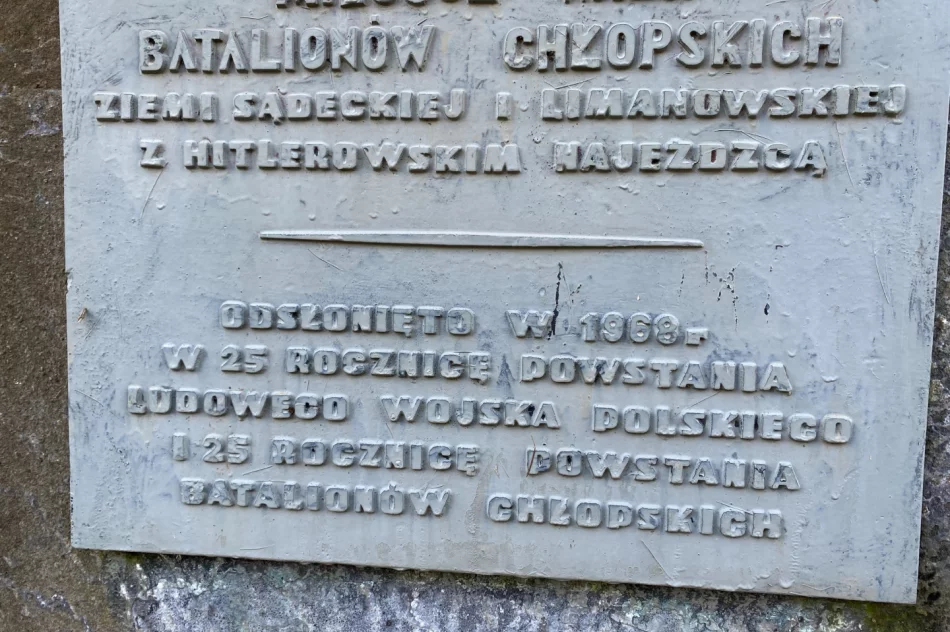 BATALIONÓW CHŁOPSKICH
ZIEMI SĄDECKIEJ I LIMANOWSKIEJ
Z HITLEROWSKIM NAJEŹDZCĄ
ODSŁONIĘTO W 1968 r
W 25 ROCZNICĘ POWSTANIA
LUDOWEGO WOJSKA POLSKIEGO
I 25 ROCZNICĘ POWSTANIA
BATALIONÓW CHŁOPSKICH